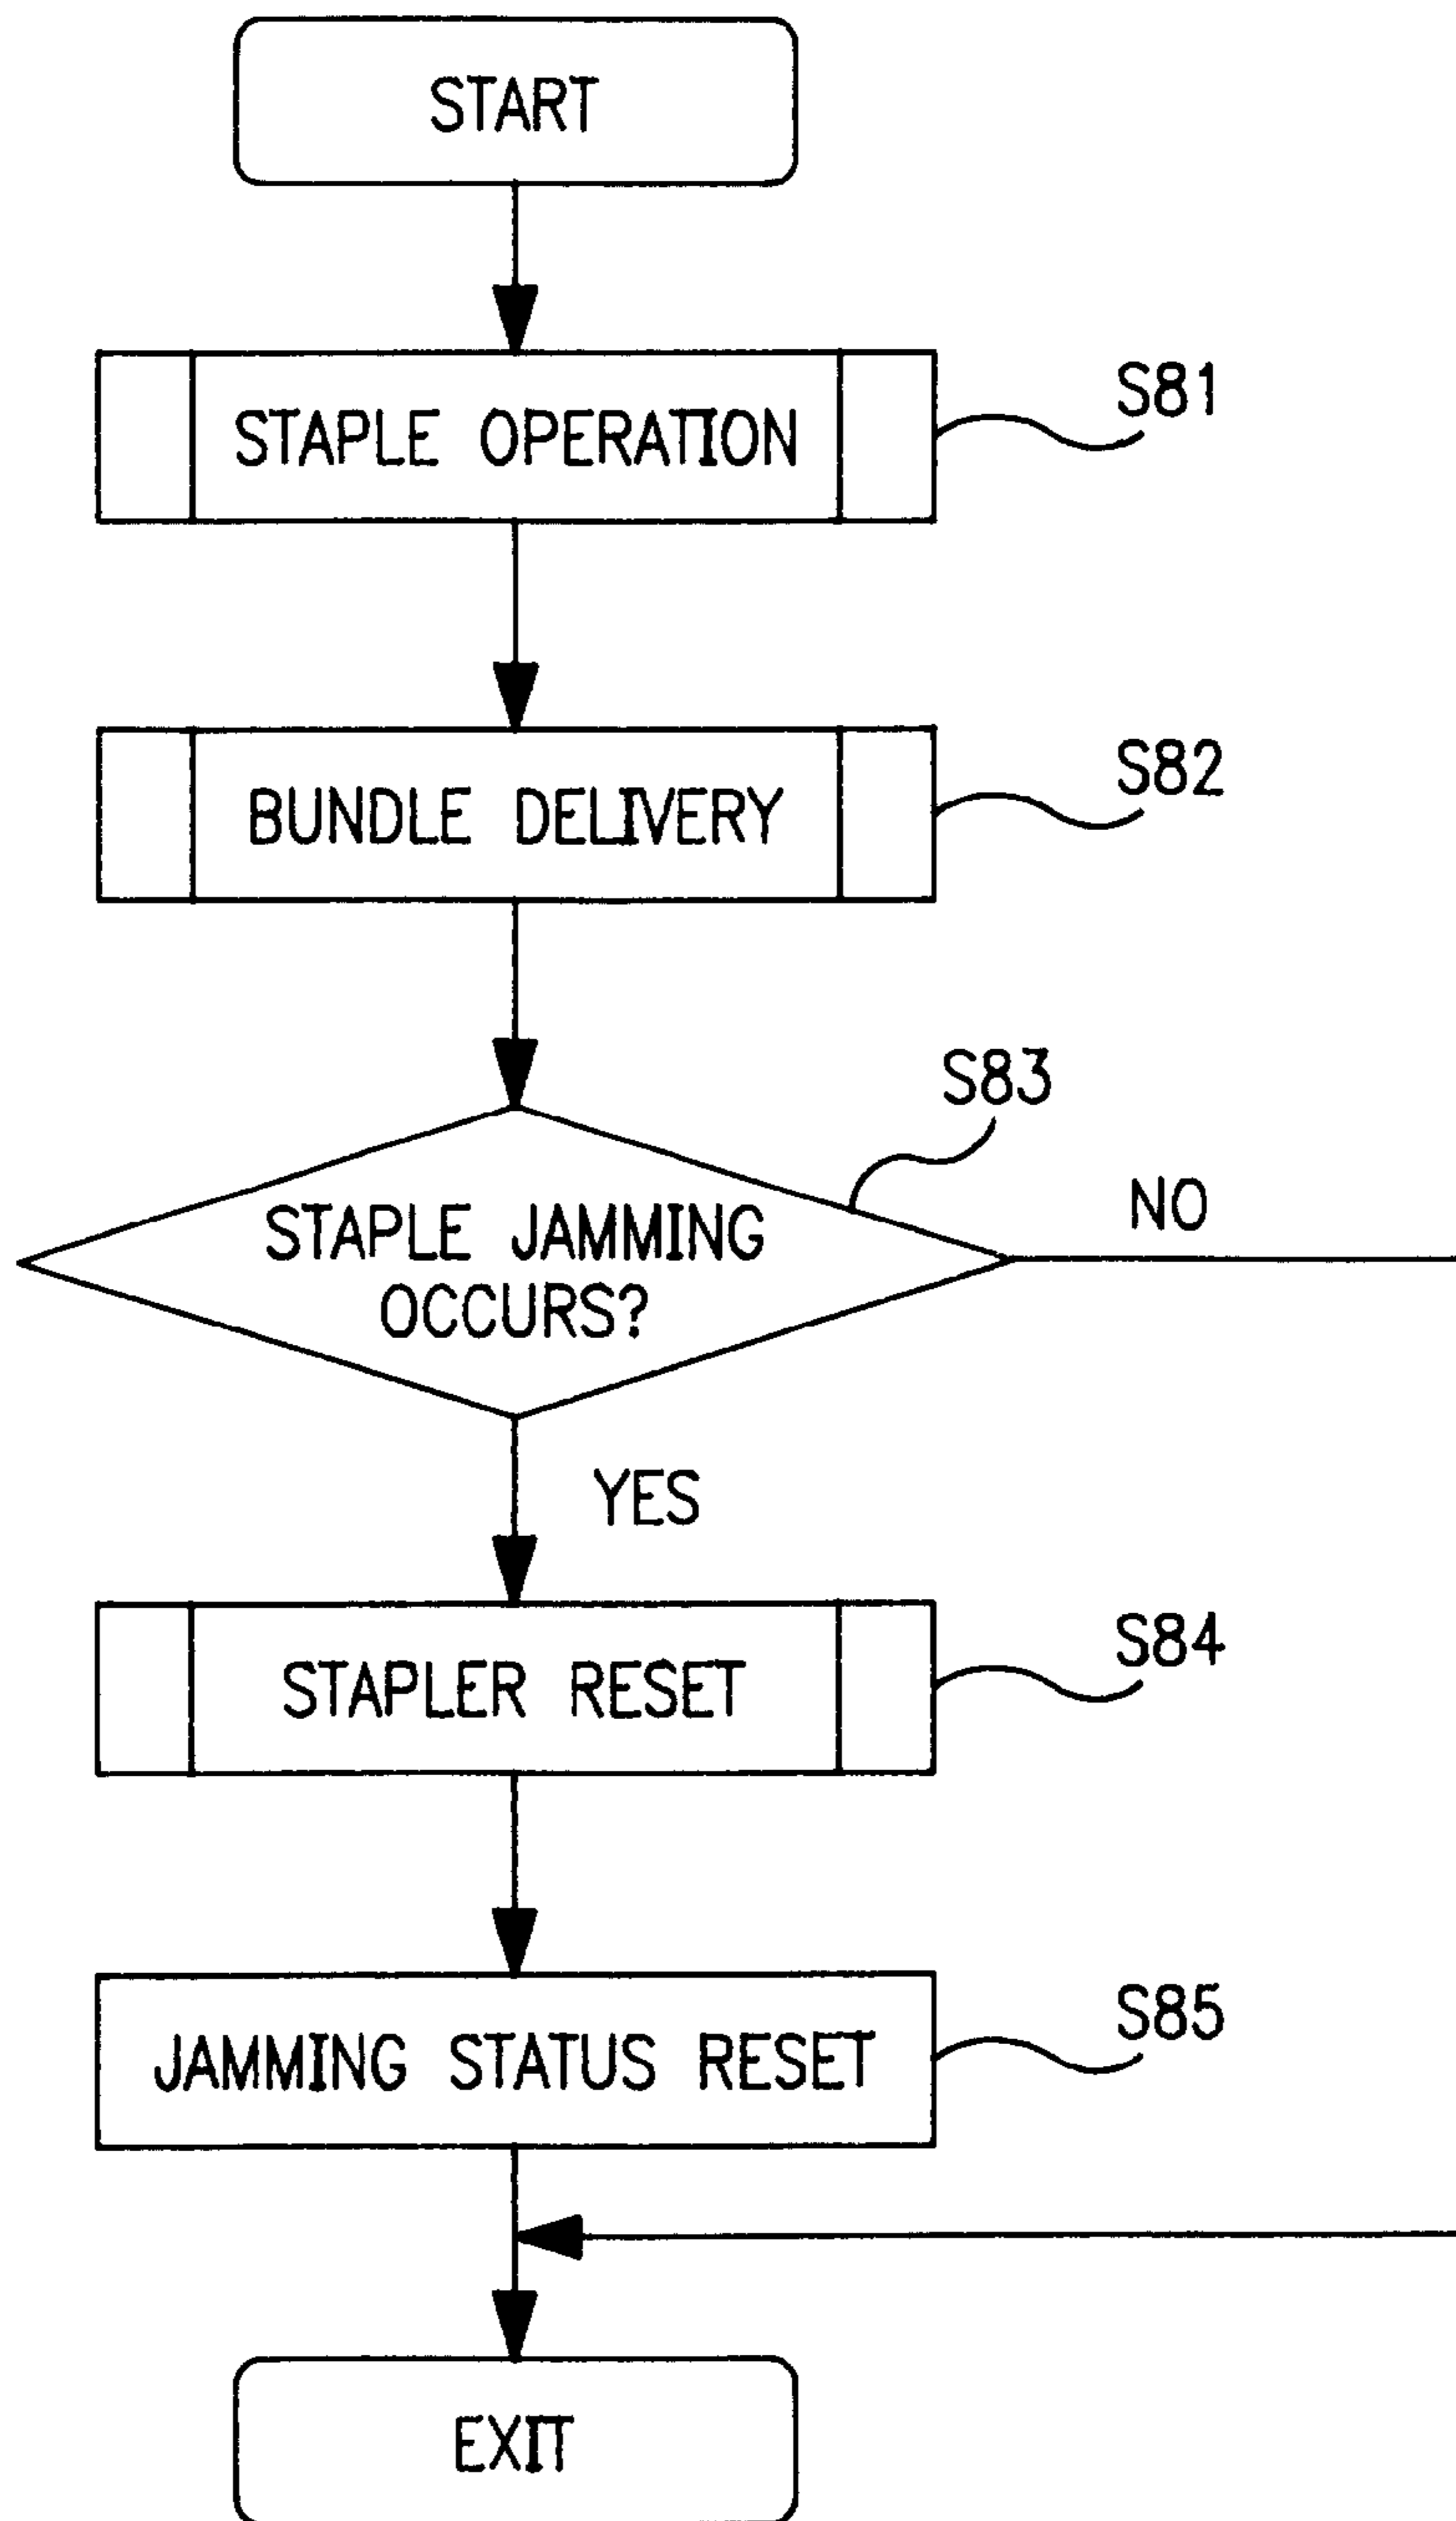 START
STAPLE OPERATION
S81
BUNDLE DELIVERY
S82
S83
STAPLE JAMMING
OCCURS?
NO
YES
STAPLER RESET
S84
JAMMING STATUS RESET
S85
EXIT